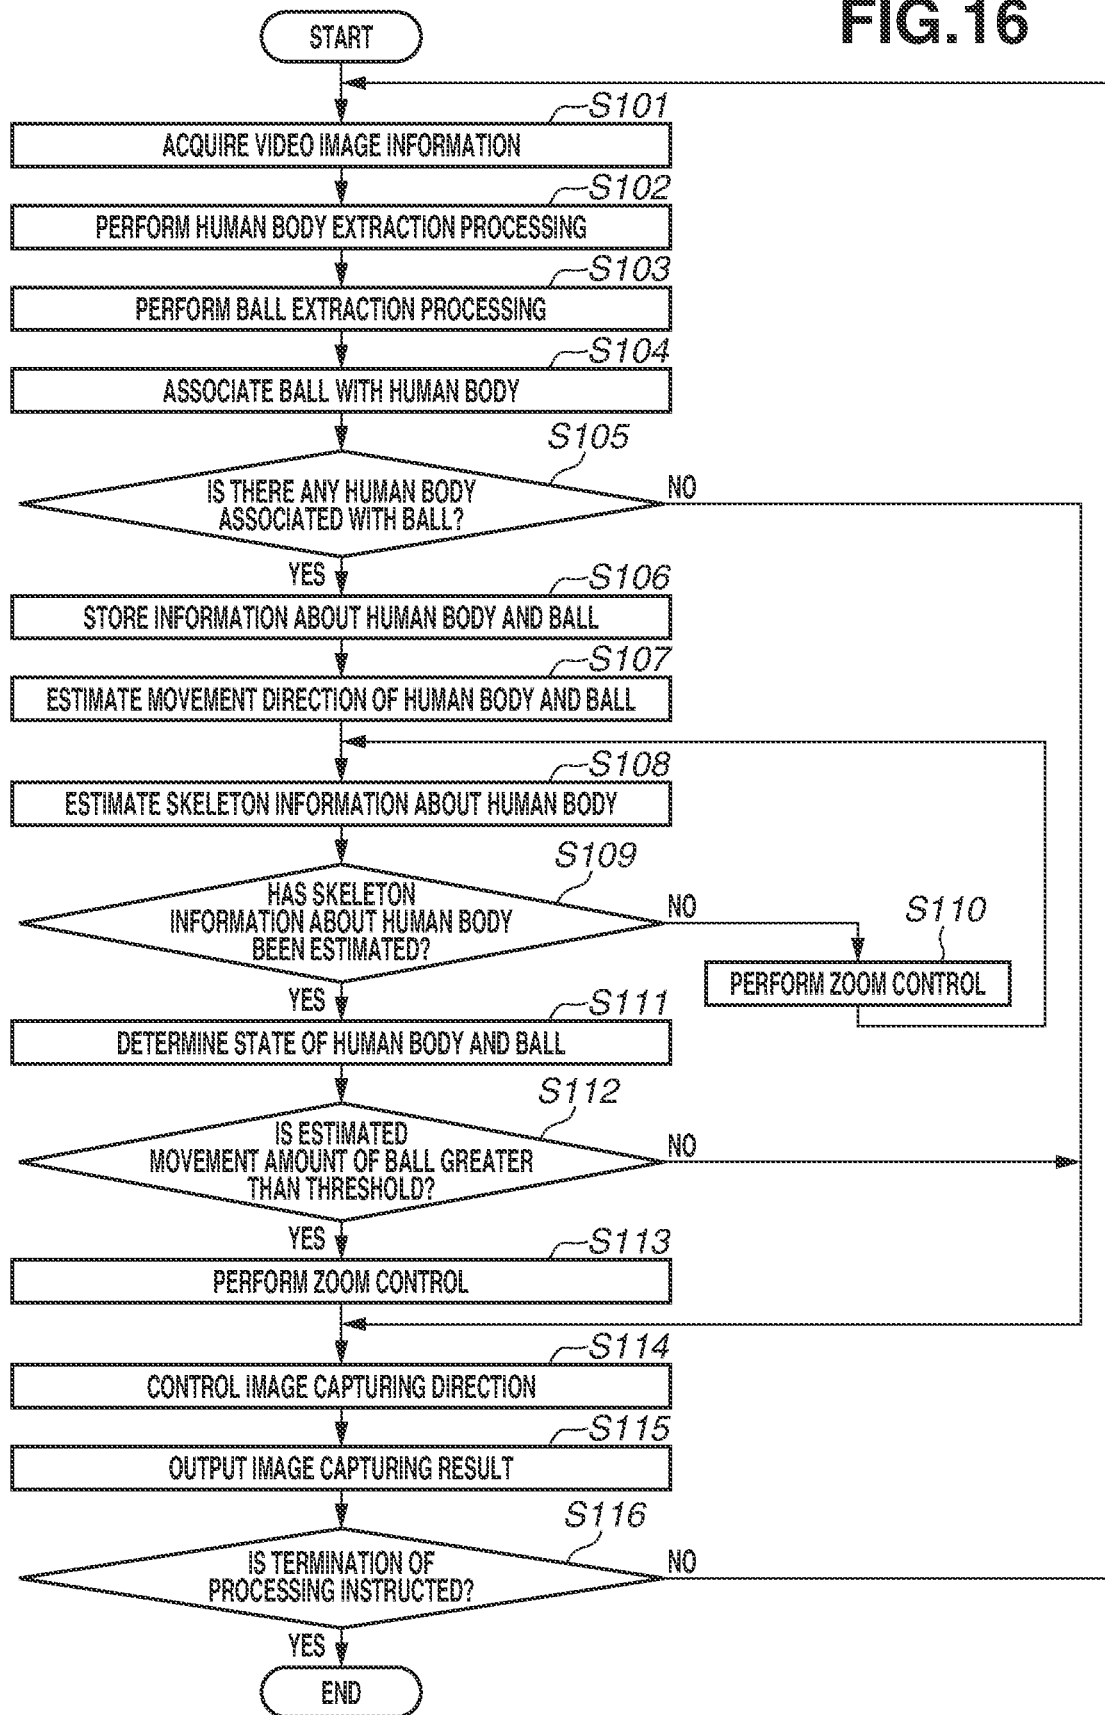 FIG.16
START
S101
ACQUIRE VIDEO IMAGE INFORMATION
S102
PERFORM HUMAN BODY EXTRACTION PROCESSING
S103
PERFORM BALL EXTRACTION PROCESSING
S104
ASSOCIATE BALL WITH HUMAN BODY
S105
IS THERE ANY HUMAN BODY
ASSOCIATED WITH BALL?
NO
YES
S106
STORE INFORMATION ABOUT HUMAN BODY AND BALL
S107
ESTIMATE MOVEMENT DIRECTION OF HUMAN BODY AND BALL
S108
ESTIMATE SKELETON INFORMATION ABOUT HUMAN BODY
S109
HAS SKELETON
INFORMATION ABOUT HUMAN BODY
BEEN ESTIMATED?
NO
S110
PERFORM ZOOM CONTROL
YES
S111
DETERMINE STATE OF HUMAN BODY AND BALL
S112
IS ESTIMATED
MOVEMENT AMOUNT OF BALL GREATER
THAN THRESHOLD?
NO
YES
S113
PERFORM ZOOM CONTROL
S114
CONTROL IMAGE CAPTURING DIRECTION
S115
OUTPUT IMAGE CAPTURING RESULT
S116
IS TERMINATION OF
PROCESSING INSTRUCTED?
NO
YES
END